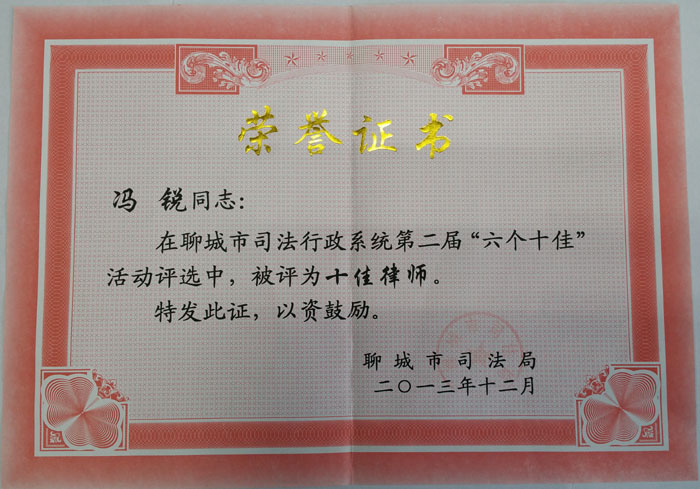 荣誉证书
冯 锐同志：
在聊城市司法行政系统第二届“六个十佳”
活动评选中，被评为十佳律师。
特发此证，以资鼓励。
聊城市司法局
二〇一三年十二月